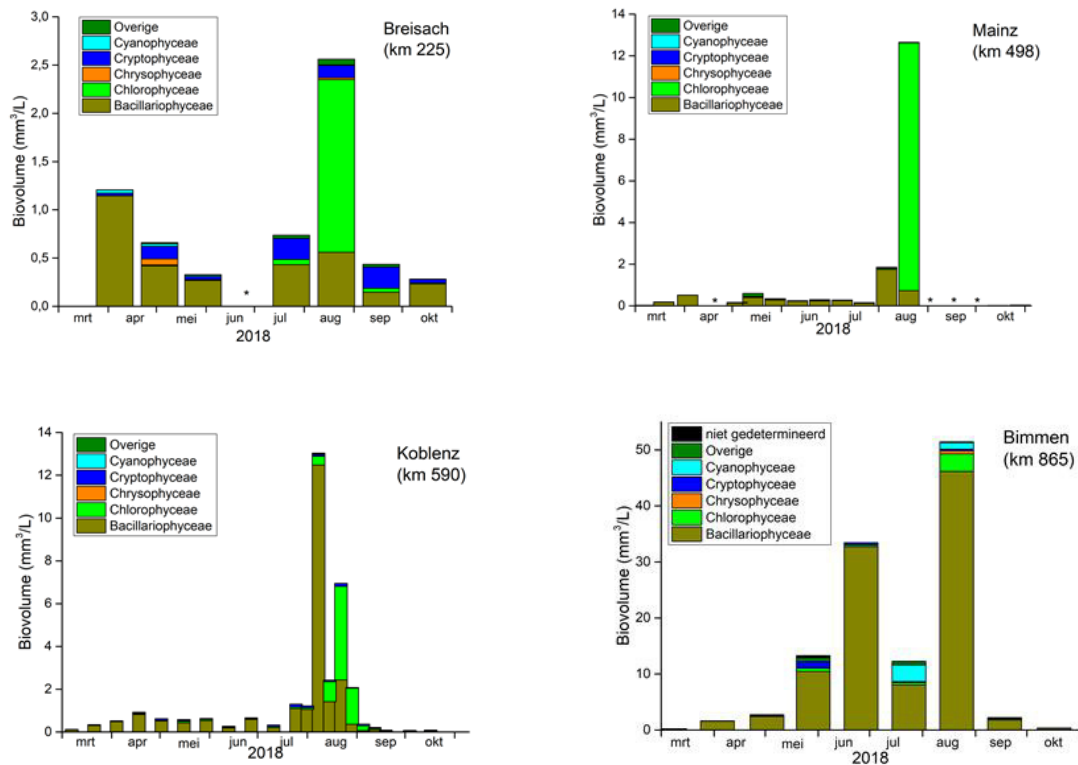 Breisach
(km 225)
Overige
Cyanophyceae
Cryptophyceae
Chrysophyceae
Chlorophyceae
Bacillariophyceae
Biovolume (mm³/L)
3,0
2,5
2,0
1,5
1,0
0,5
0,0
*
mrt apr mei jun jul aug sep okt
2018
Mainz
(km 498)
Overige
Cyanophyceae
Cryptophyceae
Chrysophyceae
Chlorophyceae
Bacillariophyceae
Biovolume (mm³/L)
14
12
10
8
6
4
2
0
* * * *
mrt apr mei jun jul aug sep okt
2018
Koblenz
(km 590)
Overige
Cyanophyceae
Cryptophyceae
Chrysophyceae
Chlorophyceae
Bacillariophyceae
Biovolume (mm³/L)
14
12
10
8
6
4
2
0
mrt apr mei jun jul aug sep okt
2018
Bimmen
(km 865)
niet gedetermineerd
Overige
Cyanophyceae
Cryptophyceae
Chrysophyceae
Chlorophyceae
Bacillariophyceae
Biovolume (mm³/L)
50
40
30
20
10
0
mrt apr mei jun jul aug sep okt
2018